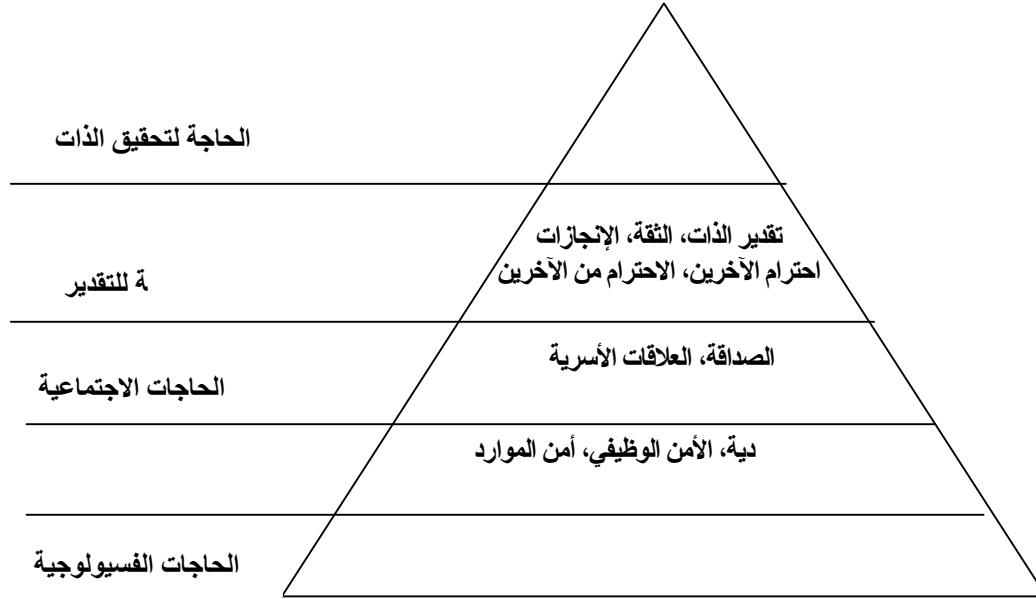 الحاجة لتحقيق الذات
تقدير الذات، الثقة، الإنجازات
احترام الآخرين، الاحترام من الآخرين
ة للتقدير
الصداقة، العلاقات الأسرية
الحاجات الاجتماعية
دية، الأمن الوظيفي، أمن الموارد
الحاجات الفسيولوجية